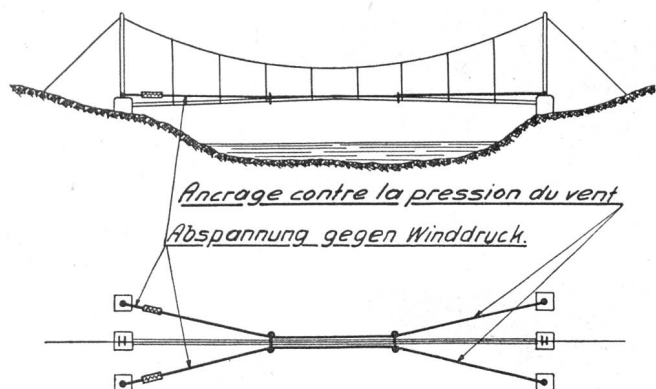 Ancrage contre la pression du vent
Abspannung gegen Winddruck.